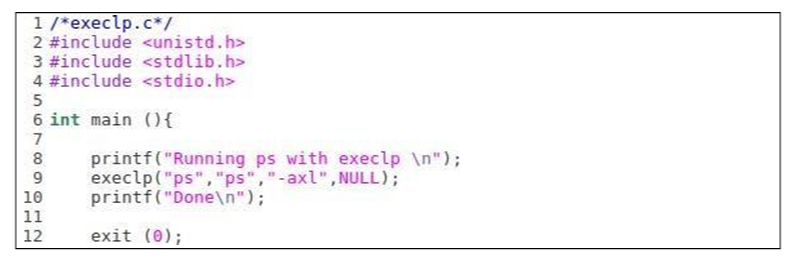 1 /*execlp.c*/
2 #include <unistd.h>
3 #include <stdlib.h>
4 #include <stdio.h>
5
6 int main (){
7
8     printf("Running ps with execlp \n");
9     execlp("ps","ps","-axl",NULL);
10     printf("Done\n");
11
12     exit (0);